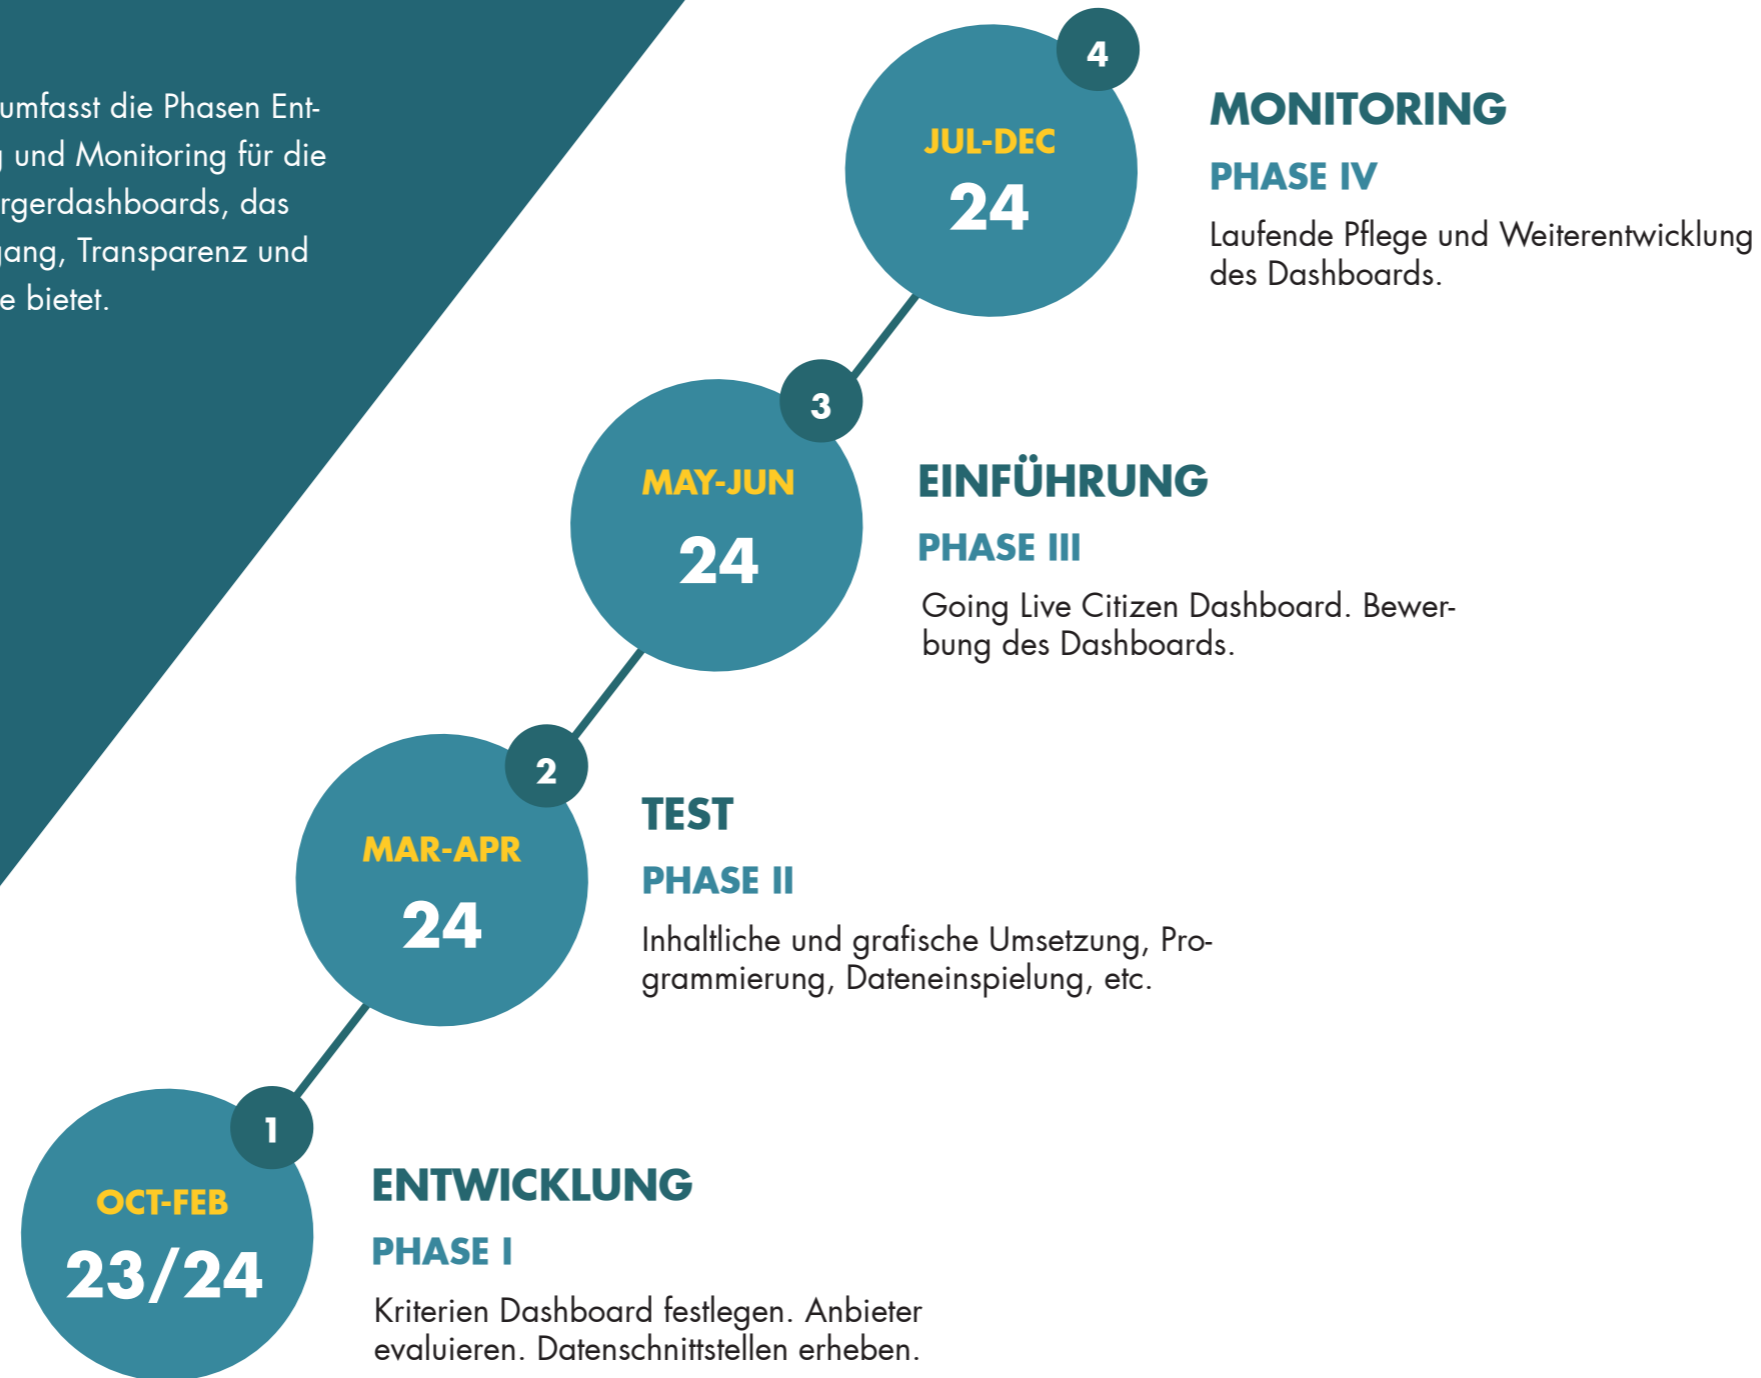 umfasst die Phasen Ent-
und Monitoring für die
gang, Transparenz und
bietet.
4
JUL-DEC
24
MONITORING
PHASE IV
Laufende Pflege und Weiterentwicklung
des Dashboards.
3
MAY-JUN
24
EINFÜHRUNG
PHASE III
Going Live Citizen Dashboard. Bewer-
bung des Dashboards.
2
MAR-APR
24
TEST
PHASE II
Inhaltliche und grafische Umsetzung, Pro-
grammierung, Dateneinspielung, etc.
1
OCT-FEB
23/24
ENTWICKLUNG
PHASE I
Kriterien Dashboard festlegen. Anbieter
evaluieren. Datenschnittstellen erheben.